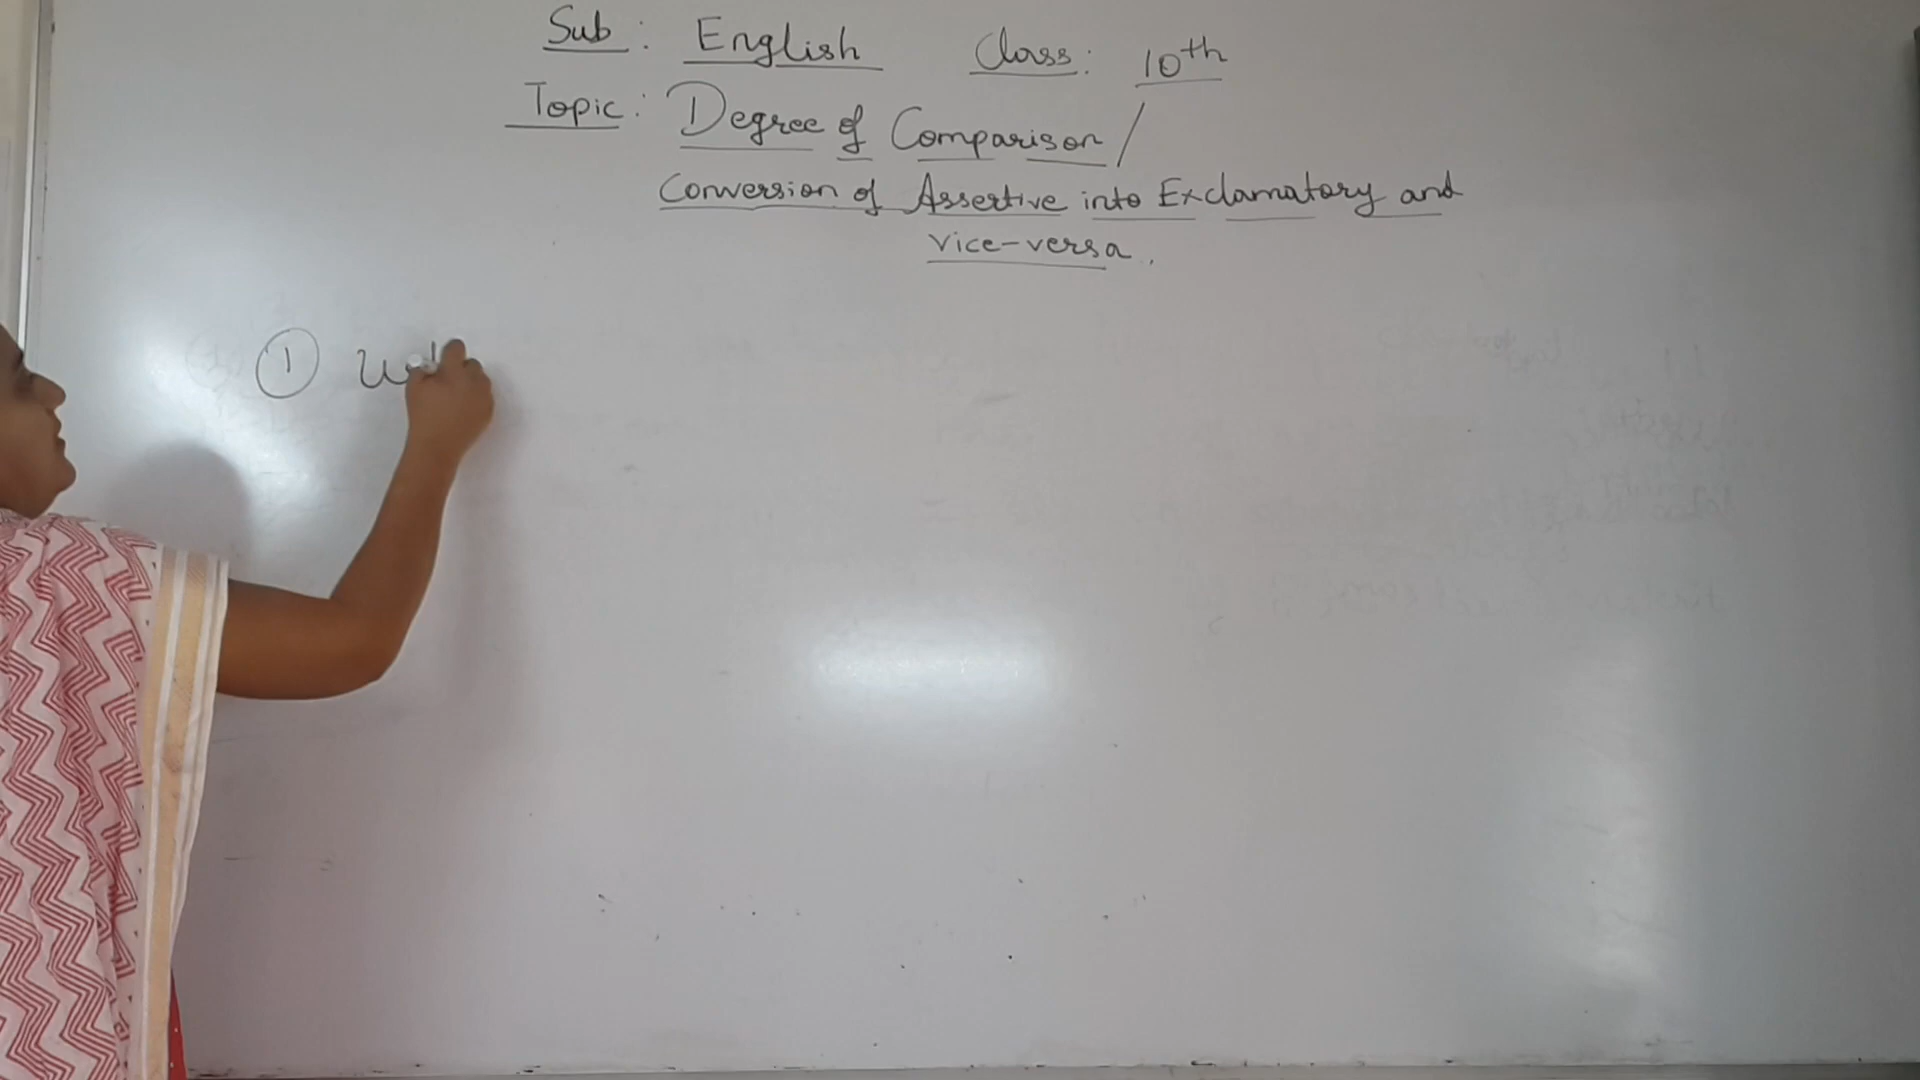 Sub : English Class : 10th
Topic : Degree of Comparison /
Conversion of Assertive into Exclamatory and
vice-versa.
①